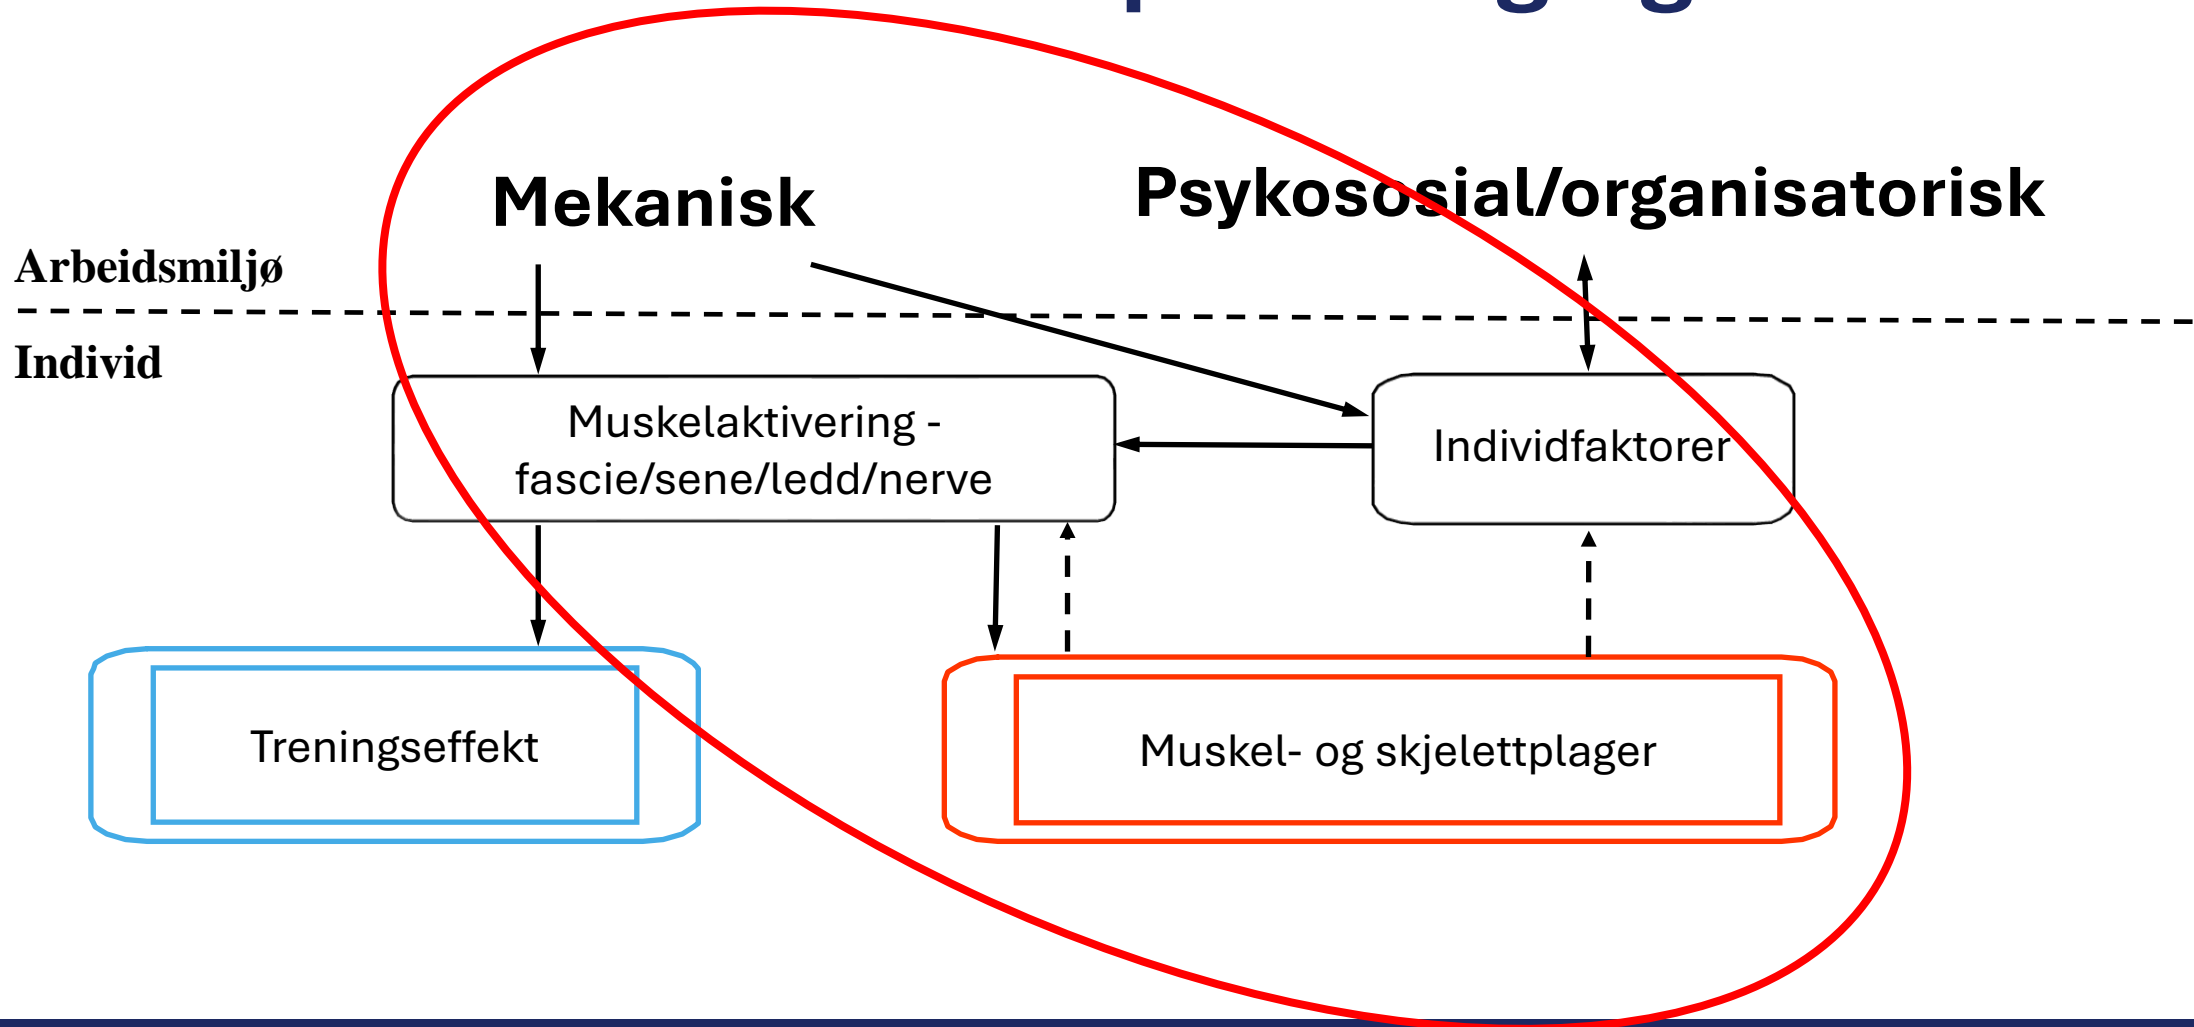 Mekanisk
Psykososial/organisatorisk
Arbeidsmiljø
Individ
Muskelaktivering -
fascie/sene/ledd/nerve
Individfaktorer
Treningseffekt
Muskel- og skjelettplager